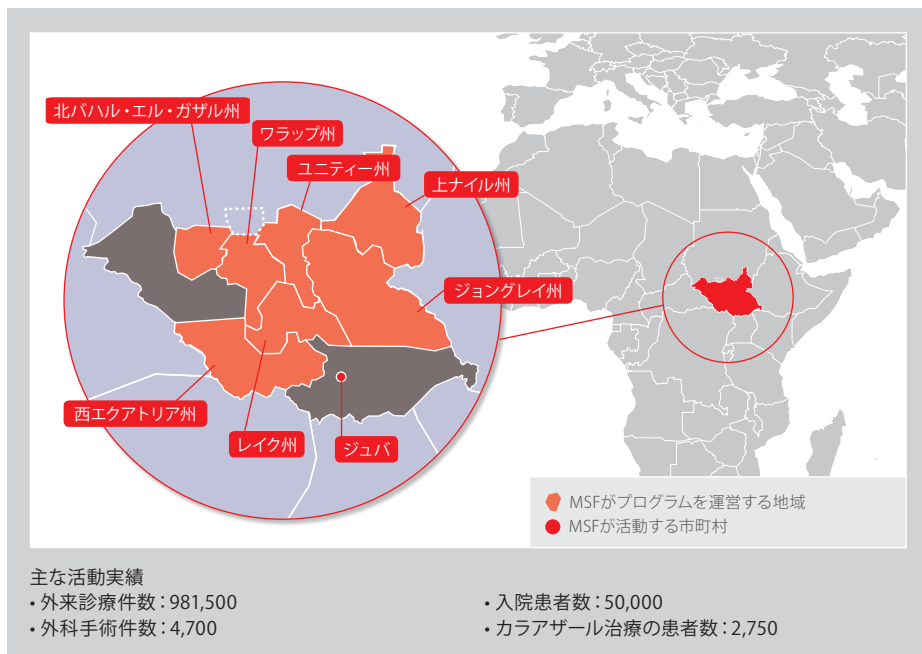 北バハル・エル・ガザル州
ワラップ州
ユニティー州
上ナイル州
ジョングレイ州
西エクアトリア州
レイク州
ジュバ
MSFがプログラムを運営する地域
MSFが活動する市町村
主な活動実績
• 外来診療件数：981,500
• 外科手術件数：4,700
• 入院患者数：50,000
• カラアザール治療の患者数：2,750